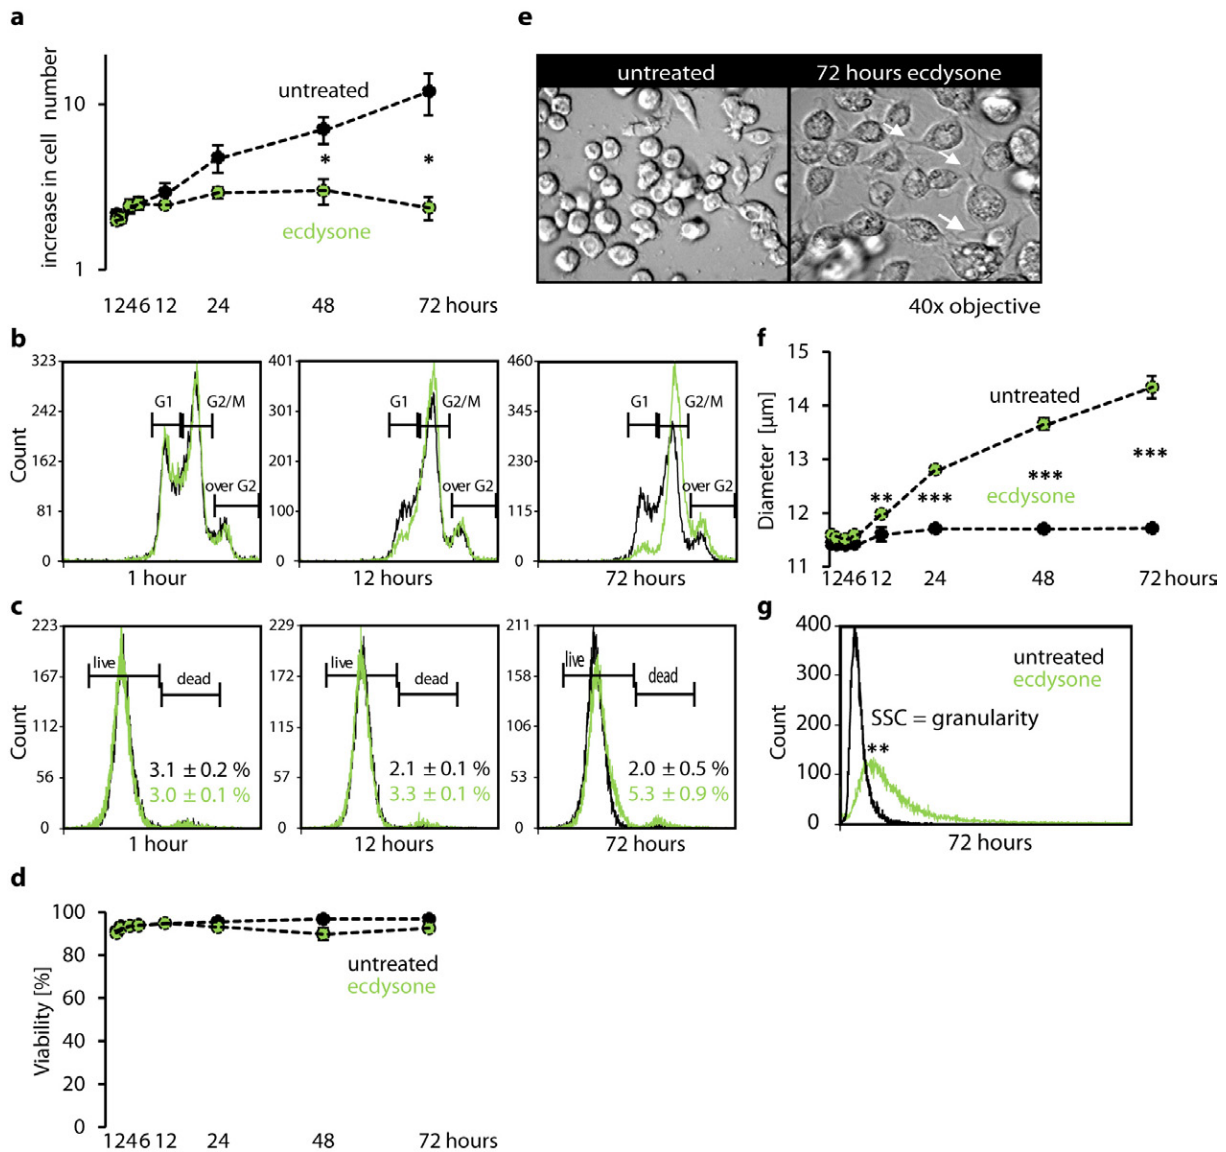 a
increase in cell number
10
1
untreated
*
*
ecdysone
1246 12 24 48 72 hours
e
untreated
72 hours ecdysone
40x objective
b
Count
323
242
162
81
0
G1
G2/M
over G2
1 hour
401
301
200
100
0
G1
G2/M
over G2
12 hours
460
345
230
115
0
G1
G2/M
over G2
72 hours
f
Diameter [µm]
15
14
13
12
11
untreated
**
***
***
***
ecdysone
1246 12 24 48 72 hours
c
Count
223
167
112
56
0
live
dead
3.1 ± 0.2 %
3.0 ± 0.1 %
1 hour
229
172
115
57
0
live
dead
2.1 ± 0.1 %
3.3 ± 0.1 %
12 hours
211
158
106
53
0
live
dead
2.0 ± 0.5 %
5.3 ± 0.9 %
72 hours
g
Count
400
300
200
100
0
untreated
ecdysone
SSC = granularity
**
72 hours
d
Viability [%]
100
80
60
40
20
0
untreated
ecdysone
1246 12 24 48 72 hours